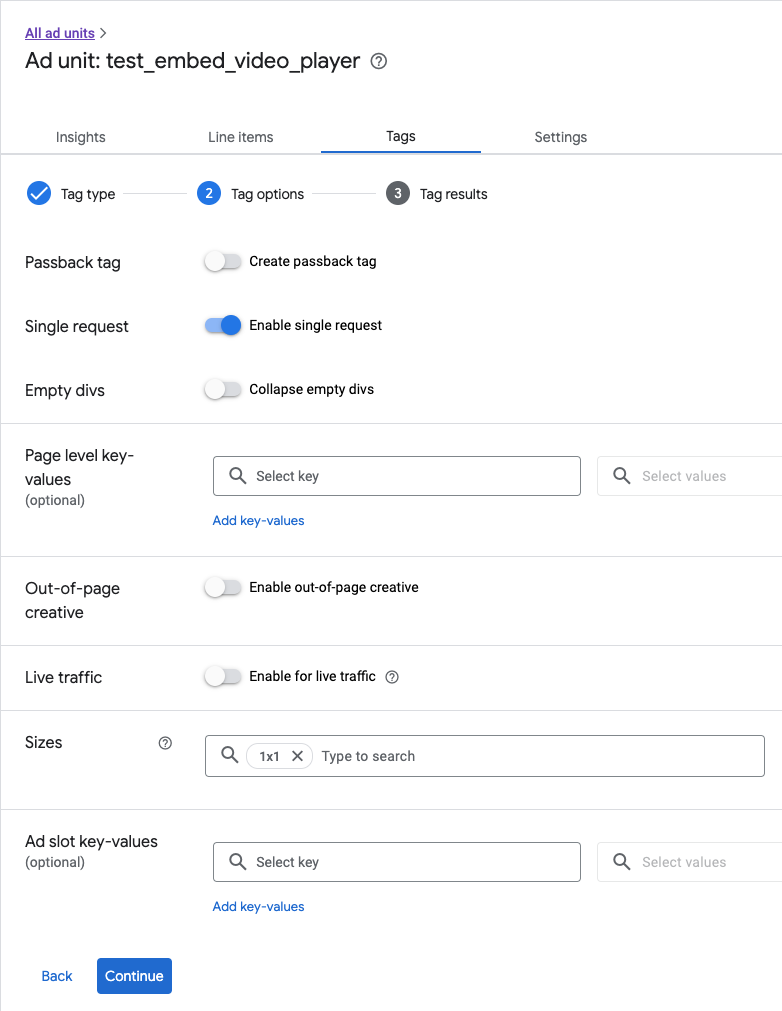 All ad units
Ad unit: test_embed_video_player
Insights Line items Tags Settings
Tag type 2 Tag options 3 Tag results
Passback tag Create passback tag
Single request Enable single request
Empty divs Collapse empty divs
Page level key-
values
(optional)
Select key Select values
Add key-values
Out-of-page
creative
Enable out-of-page creative
Live traffic Enable for live traffic
Sizes 1x1 Type to search
Ad slot key-values
(optional)
Select key Select values
Add key-values
Back Continue